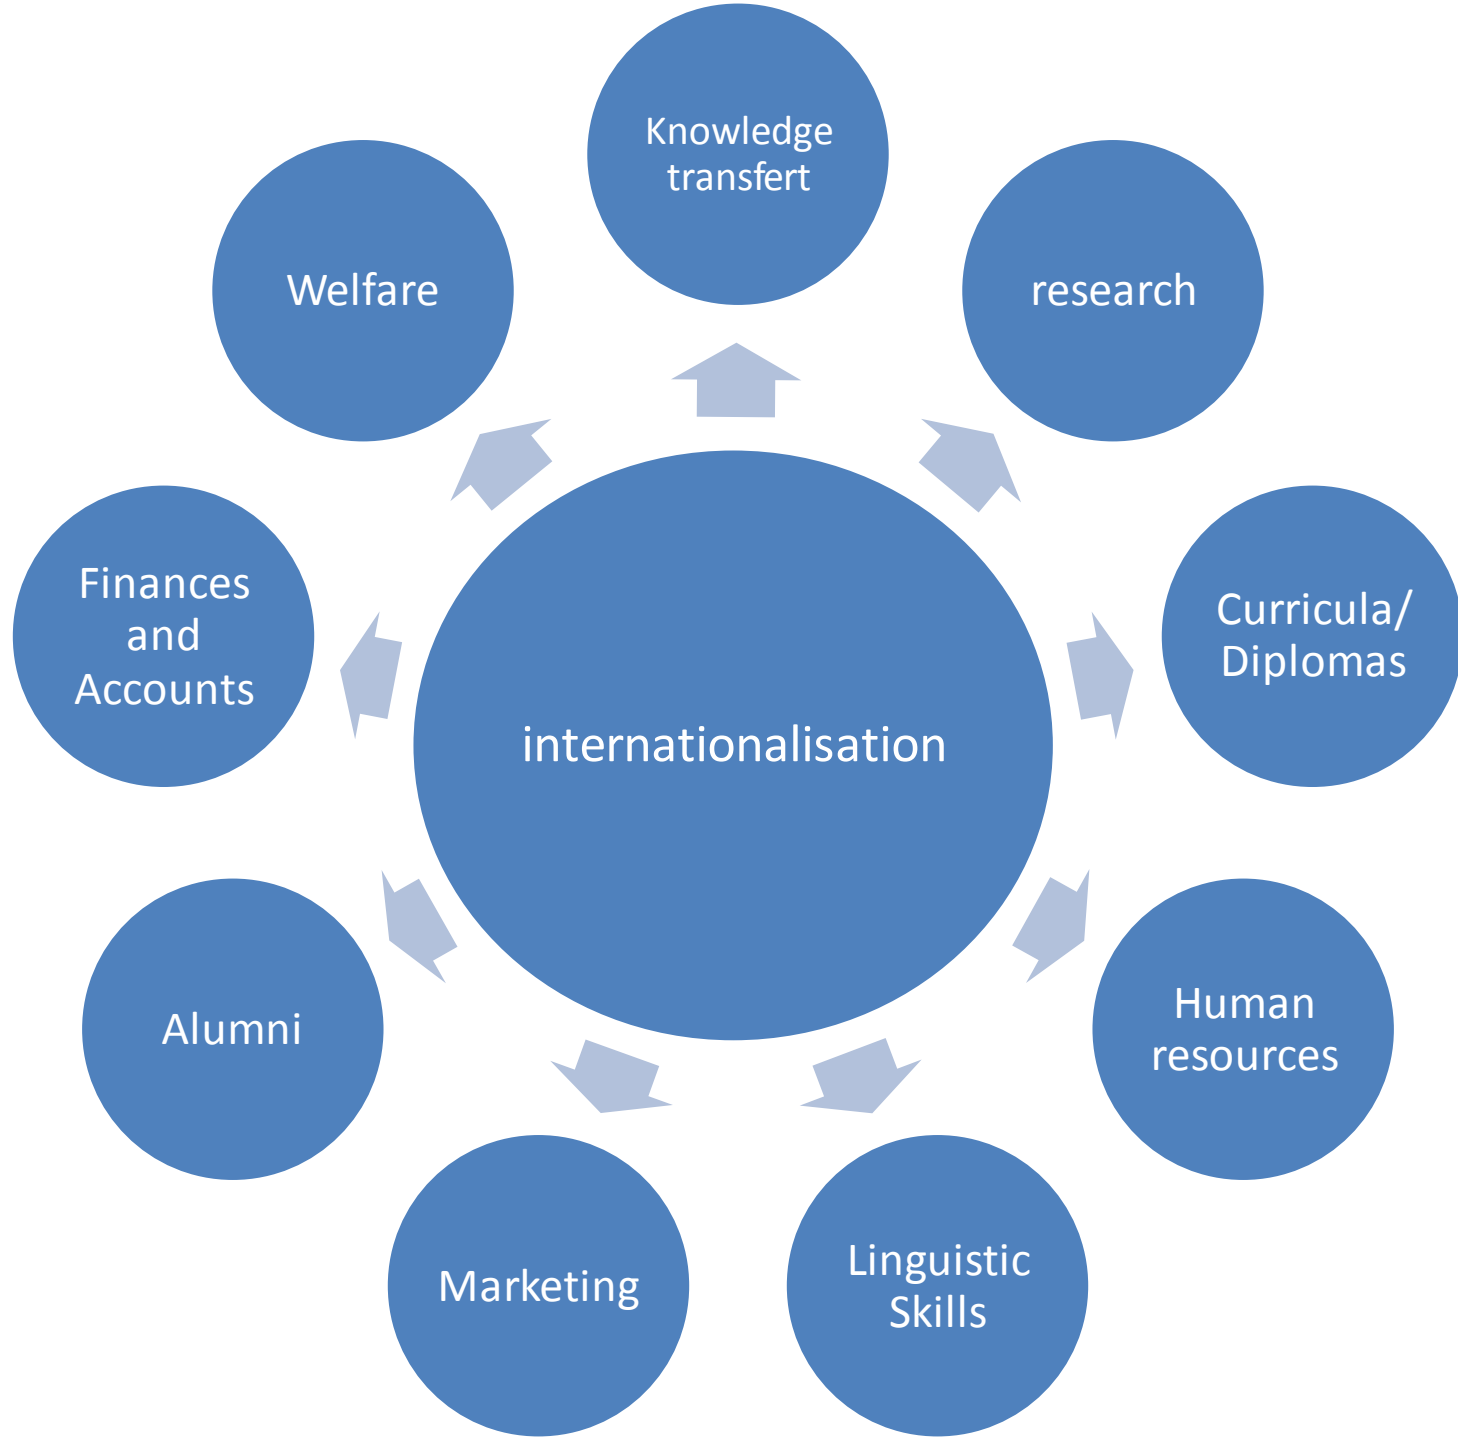 Knowledge
transfert
research
Curricula/
Diplomas
Human
resources
Linguistic
Skills
Marketing
Alumni
Finances
and
Accounts
Welfare
internationalisation